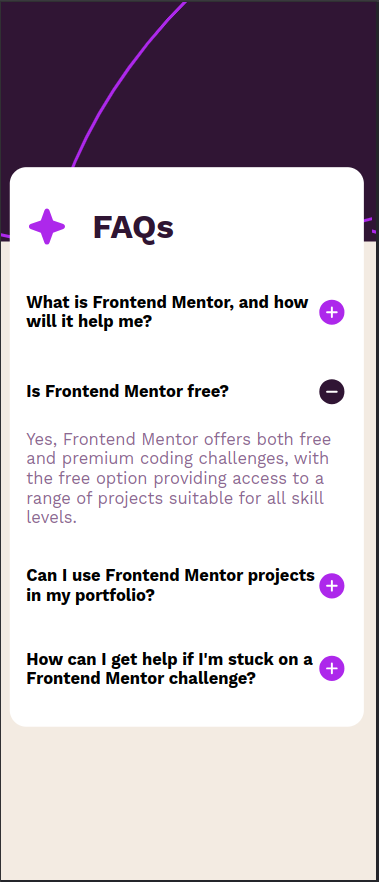 FAQs
What is Frontend Mentor, and how
will it help me?
Is Frontend Mentor free?
Yes, Frontend Mentor offers both free
and premium coding challenges, with
the free option providing access to a
range of projects suitable for all skill
levels.
Can I use Frontend Mentor projects
in my portfolio?
How can I get help if I'm stuck on a
Frontend Mentor challenge?